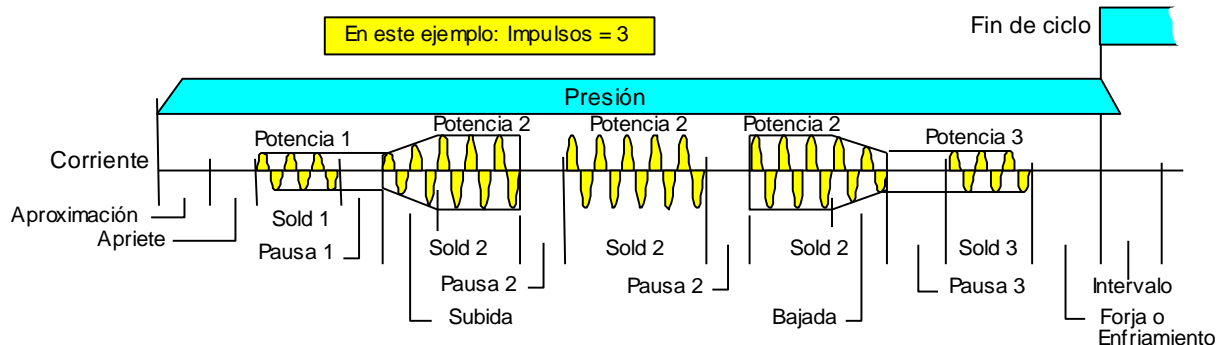 En este ejemplo: Impulsos = 3
Fin de ciclo
Presión
Potencia 1
Potencia 2
Potencia 2
Potencia 2
Potencia 3
Corriente
Aproximación
Apriete
Sold 1
Pausa 1
Sold 2
Pausa 2
Subida
Sold 2
Pausa 2
Sold 2
Bajada
Sold 3
Pausa 3
Intervalo
Forja o
Enfriamiento